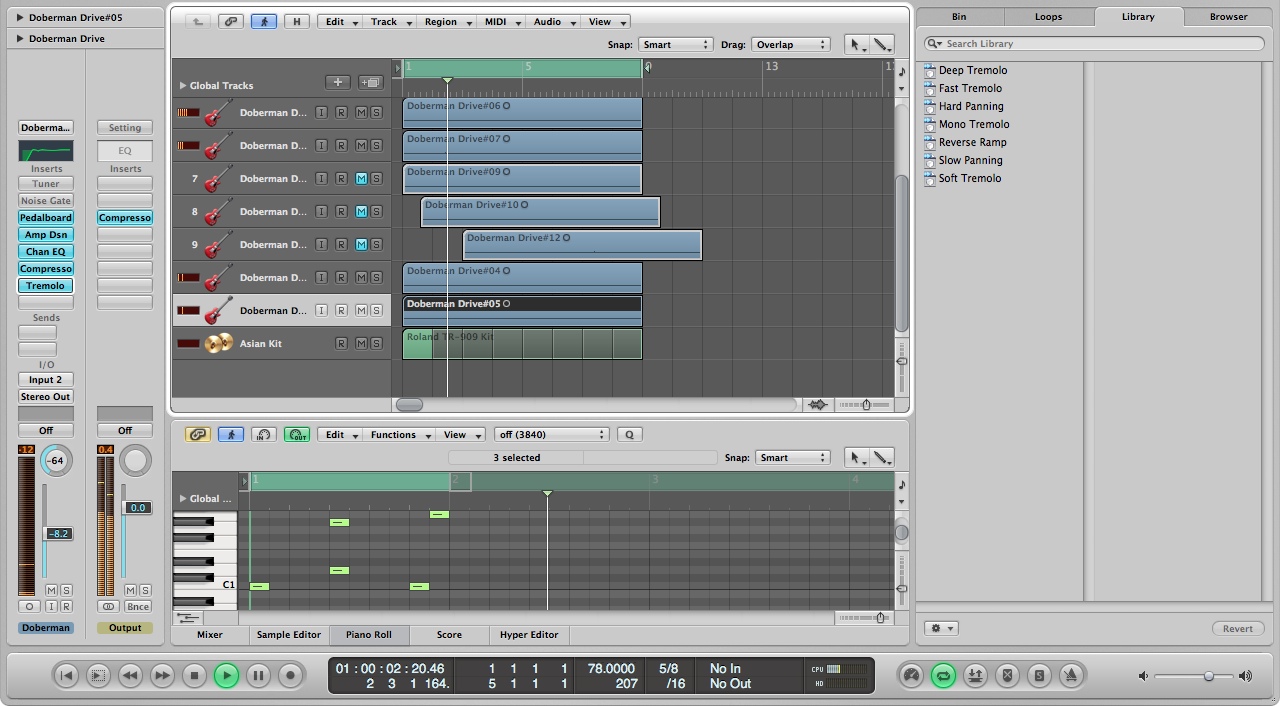 Doberman Drive#05
Doberman Drive
Doberma...
Setting
EQ
Inserts
Inserts
Tuner
Noise Gate
Pedalboard
Compresso
Amp Dsn
Chan EQ
Compresso
Tremolo
Sends
I/O
Input 2
Stereo Out
Off
Off
-12
0.4
-64
0.0
-8.2
M S
M S
I R
Bnce
Doberman
Output
H
Edit
Track
Region
MIDI
Audio
View
Snap: Smart
Drag: Overlap
1 5 9 13 17
Global Tracks
Doberman D... I R M S
Doberman Drive#06
Doberman D... I R M S
Doberman Drive#07
7 Doberman D... I R M S
Doberman Drive#09
8 Doberman D... I R M S
Doberman Drive#10
9 Doberman D... I R M S
Doberman Drive#12
Doberman D... I R M S
Doberman Drive#04
Doberman D... I R M S
Doberman Drive#05
Asian Kit R M S
Roland TR-909 Kit
IN
OUT
Edit
Functions
View
off (3840)
Q
3 selected
Snap: Smart
1 2 3 4
Global ...
C1
Mixer
Sample Editor
Piano Roll
Score
Hyper Editor
Bin
Loops
Library
Browser
Search Library
Deep Tremolo
Fast Tremolo
Hard Panning
Mono Tremolo
Reverse Ramp
Slow Panning
Soft Tremolo
Revert
01 : 00 : 02 : 20.46 1 1 1 1 78.0000 5/8 No In CPU
2 3 1 164. 5 1 1 1 207 /16 No Out HD
S